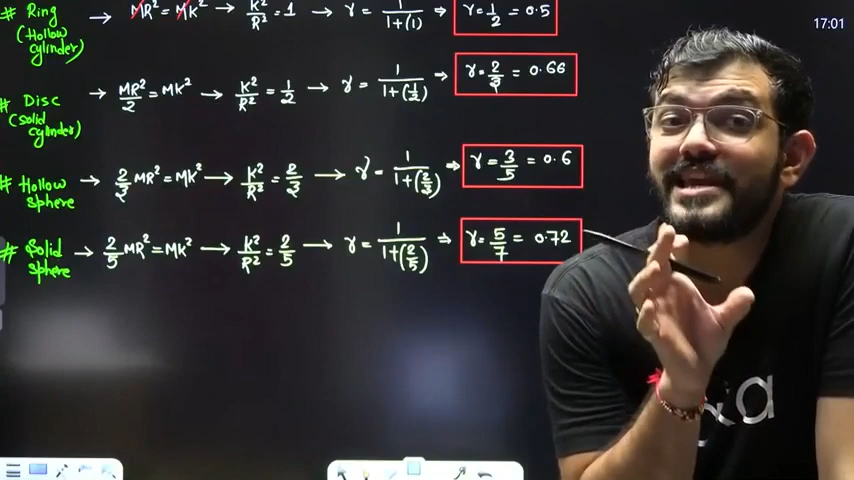 # Ring → MR² = MK² → K²/R² = 1 → γ = 1/1+(1) ⇒ γ = 1/2 = 0.5
(Hollow
cylinder)
# Disc → MR²/2 = MK² → K²/R² = 1/2 → γ = 1/1+(1/2) → γ = 2/3 = 0.66
(solid
cylinder)
# Hollow → 2/3 MR² = MK² → K²/R² = 2/3 → γ = 1/1+(2/3) ⇒ γ = 3/5 = 0.6
sphere
# Solid → 2/5 MR² = MK² → K²/R² = 2/5 → γ = 1/1+(2/5) ⇒ γ = 5/7 = 0.72
sphere
17:01